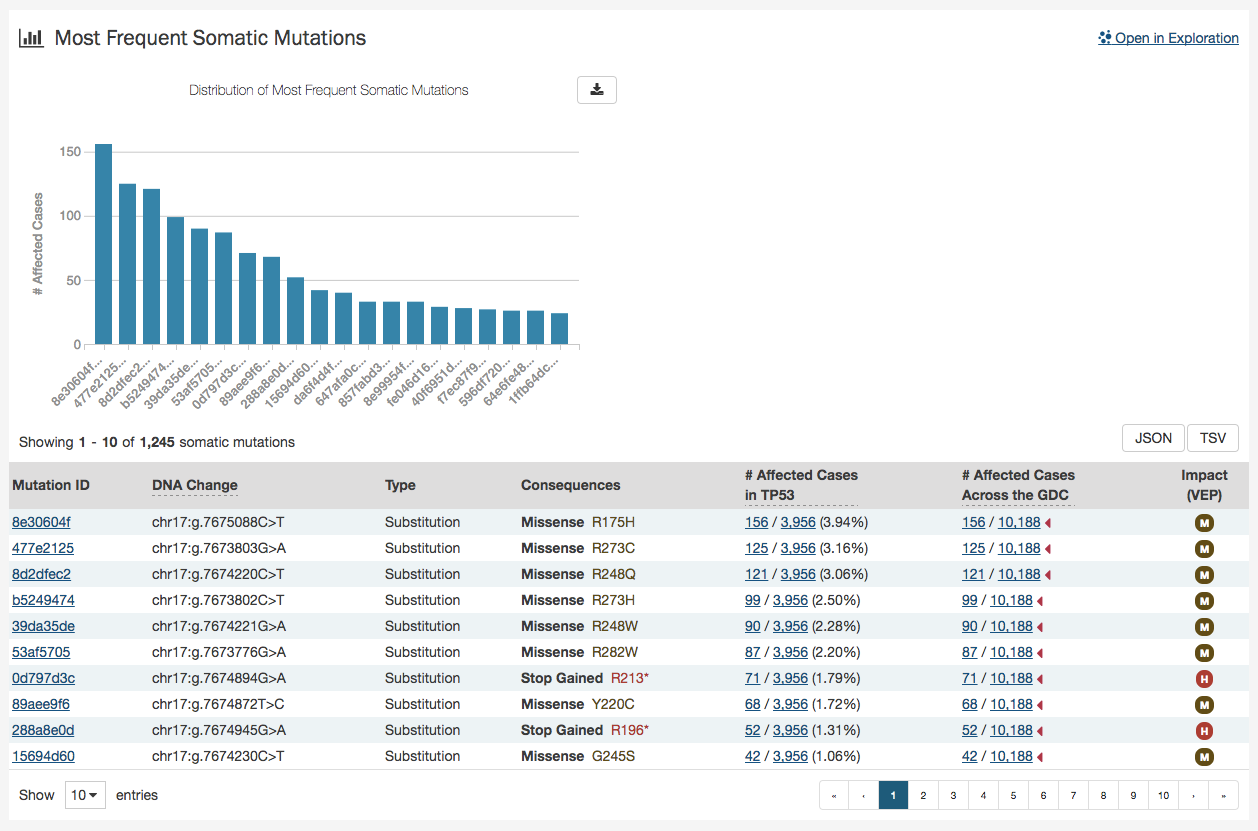 Most Frequent Somatic Mutations
Open in Exploration
Distribution of Most Frequent Somatic Mutations
# Affected Cases
150
100
50
0
8e30604f...
477e2125...
8d2dfec2...
b5249474...
39da35de...
53af5705...
0d797d3c...
89aee9f6...
288a8e0d...
15694d60...
da6f4d4f...
647afa0c...
857fabd3...
8e99954f...
fe046d16...
40f6951d...
f7ec87f9...
596df720...
64e6fe48...
1ffb64dc...
Showing 1 - 10 of 1,245 somatic mutations
JSON TSV
Mutation ID DNA Change Type Consequences # Affected Cases in TP53 # Affected Cases Across the GDC Impact (VEP)
8e30604f chr17:g.7675088C>T Substitution Missense R175H 156 / 3,956 (3.94%) 156 / 10,188 M
477e2125 chr17:g.7673803G>A Substitution Missense R273C 125 / 3,956 (3.16%) 125 / 10,188 M
8d2dfec2 chr17:g.7674220C>T Substitution Missense R248Q 121 / 3,956 (3.06%) 121 / 10,188 M
b5249474 chr17:g.7673802C>T Substitution Missense R273H 99 / 3,956 (2.50%) 99 / 10,188 M
39da35de chr17:g.7674221G>A Substitution Missense R248W 90 / 3,956 (2.28%) 90 / 10,188 M
53af5705 chr17:g.7673776G>A Substitution Missense R282W 87 / 3,956 (2.20%) 87 / 10,188 M
0d797d3c chr17:g.7674894G>A Substitution Stop Gained R213* 71 / 3,956 (1.79%) 71 / 10,188 H
89aee9f6 chr17:g.7674872T>C Substitution Missense Y220C 68 / 3,956 (1.72%) 68 / 10,188 M
288a8e0d chr17:g.7674945G>A Substitution Stop Gained R196* 52 / 3,956 (1.31%) 52 / 10,188 H
15694d60 chr17:g.7674230C>T Substitution Missense G245S 42 / 3,956 (1.06%) 42 / 10,188 M
Show 10 entries
« ‹ 1 2 3 4 5 6 7 8 9 10 › »